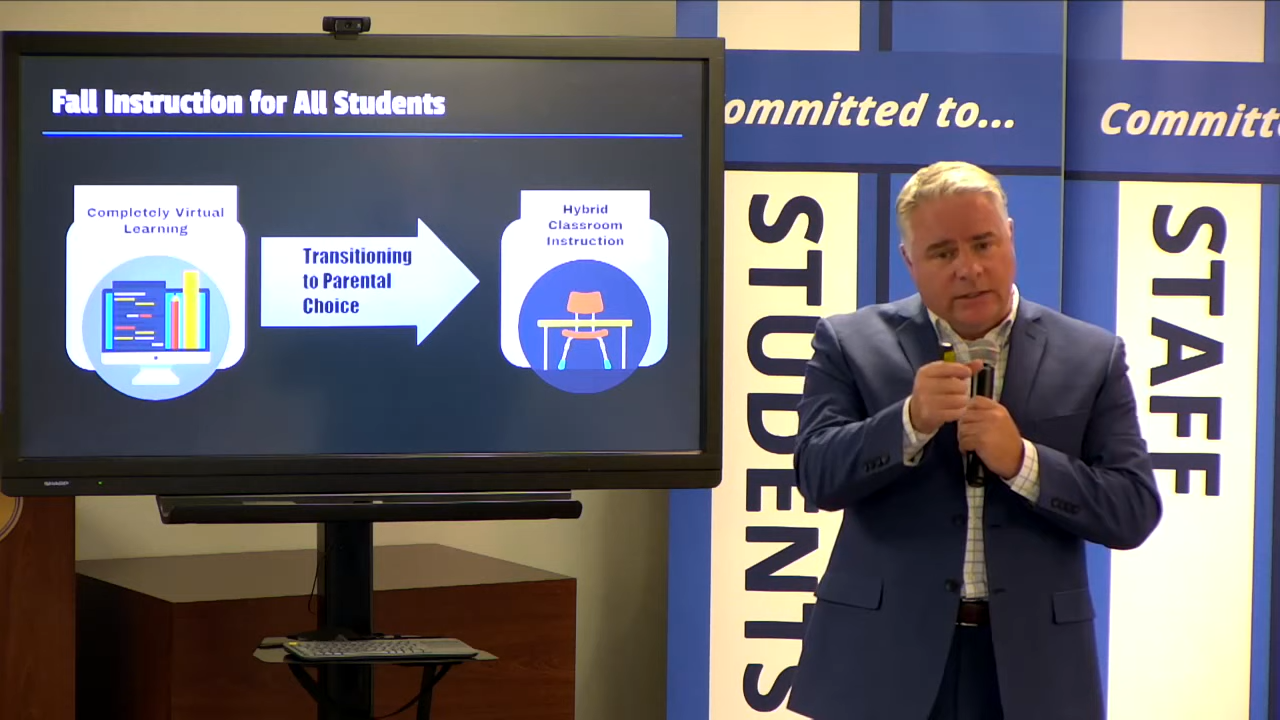 Fall Instruction for All Students
Completely Virtual
Learning
Transitioning
to Parental
Choice
Hybrid
Classroom
Instruction
SHARP
ommitted to...
STUDENTS
Committ
STAFF